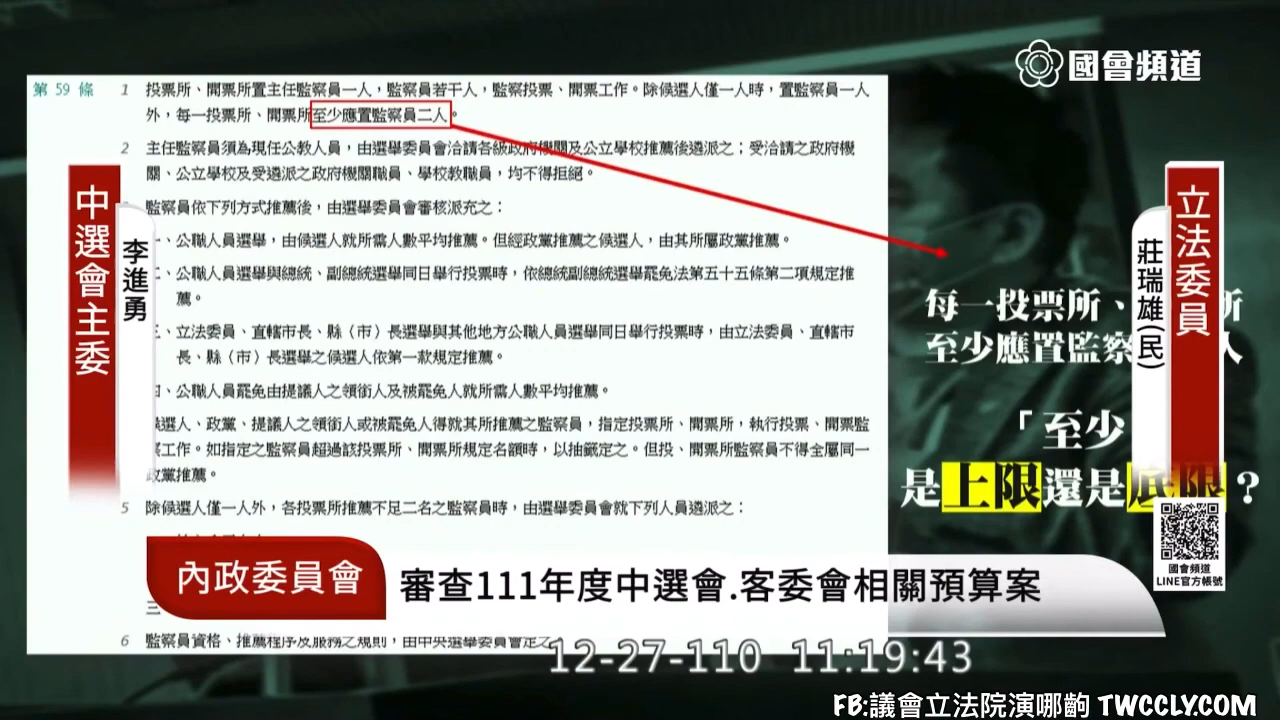 國會頻道
第 59 條
1 投票所、開票所置主任監察員一人，監察員若干人，監察投票、開票工作。除候選人僅一人時，置監察員一人
外，每一投票所、開票所至少應置監察員二人。
2 主任監察員須為現任公教人員，由選舉委員會洽請各級政府機關及公立學校推薦後遴派之；受洽請之政府機
關、公立學校及受遴派之政府機關職員、學校教職員，均不得拒絕。
監察員依下列方式推薦後，由選舉委員會審核派充之：
一、公職人員選舉，由候選人就所需人數平均推薦。但經政黨推薦之候選人，由其所屬政黨推薦。
二、公職人員選舉與總統、副總統選舉同日舉行投票時，依總統副總統選舉罷免法第五十五條第二項規定推
薦。
三、立法委員、直轄市長、縣（市）長選舉與其他地方公職人員選舉同日舉行投票時，由立法委員、直轄市
長、縣（市）長選舉之候選人依第一款規定推薦。
四、公職人員罷免由提議人之領銜人及被罷免人就所需人數平均推薦。
候選人、政黨、提議人之領銜人或被罷免人得就其所推薦之監察員，指定投票所、開票所，執行投票、開票監
察工作。如指定之監察員超過該投票所、開票所規定名額時，以抽籤定之。但投、開票所監察員不得全屬同一
政黨推薦。
5 除候選人僅一人外，各投票所推薦不足二名之監察員時，由選舉委員會就下列人員遴派之：
三
6 監察員資格、推薦程序及服務之規則，由中央選舉委員會定之
中選會主委
李進勇
每一投票所、 所
至少應置監察 人
「至少
是上限還是底限？
立法委員
莊瑞雄(民)
國會頻道
LINE官方帳號
內政委員會
審查111年度中選會.客委會相關預算案
12-27-110 11:19:43
FB:議會立法院演哪齣 TWCCLY.COM